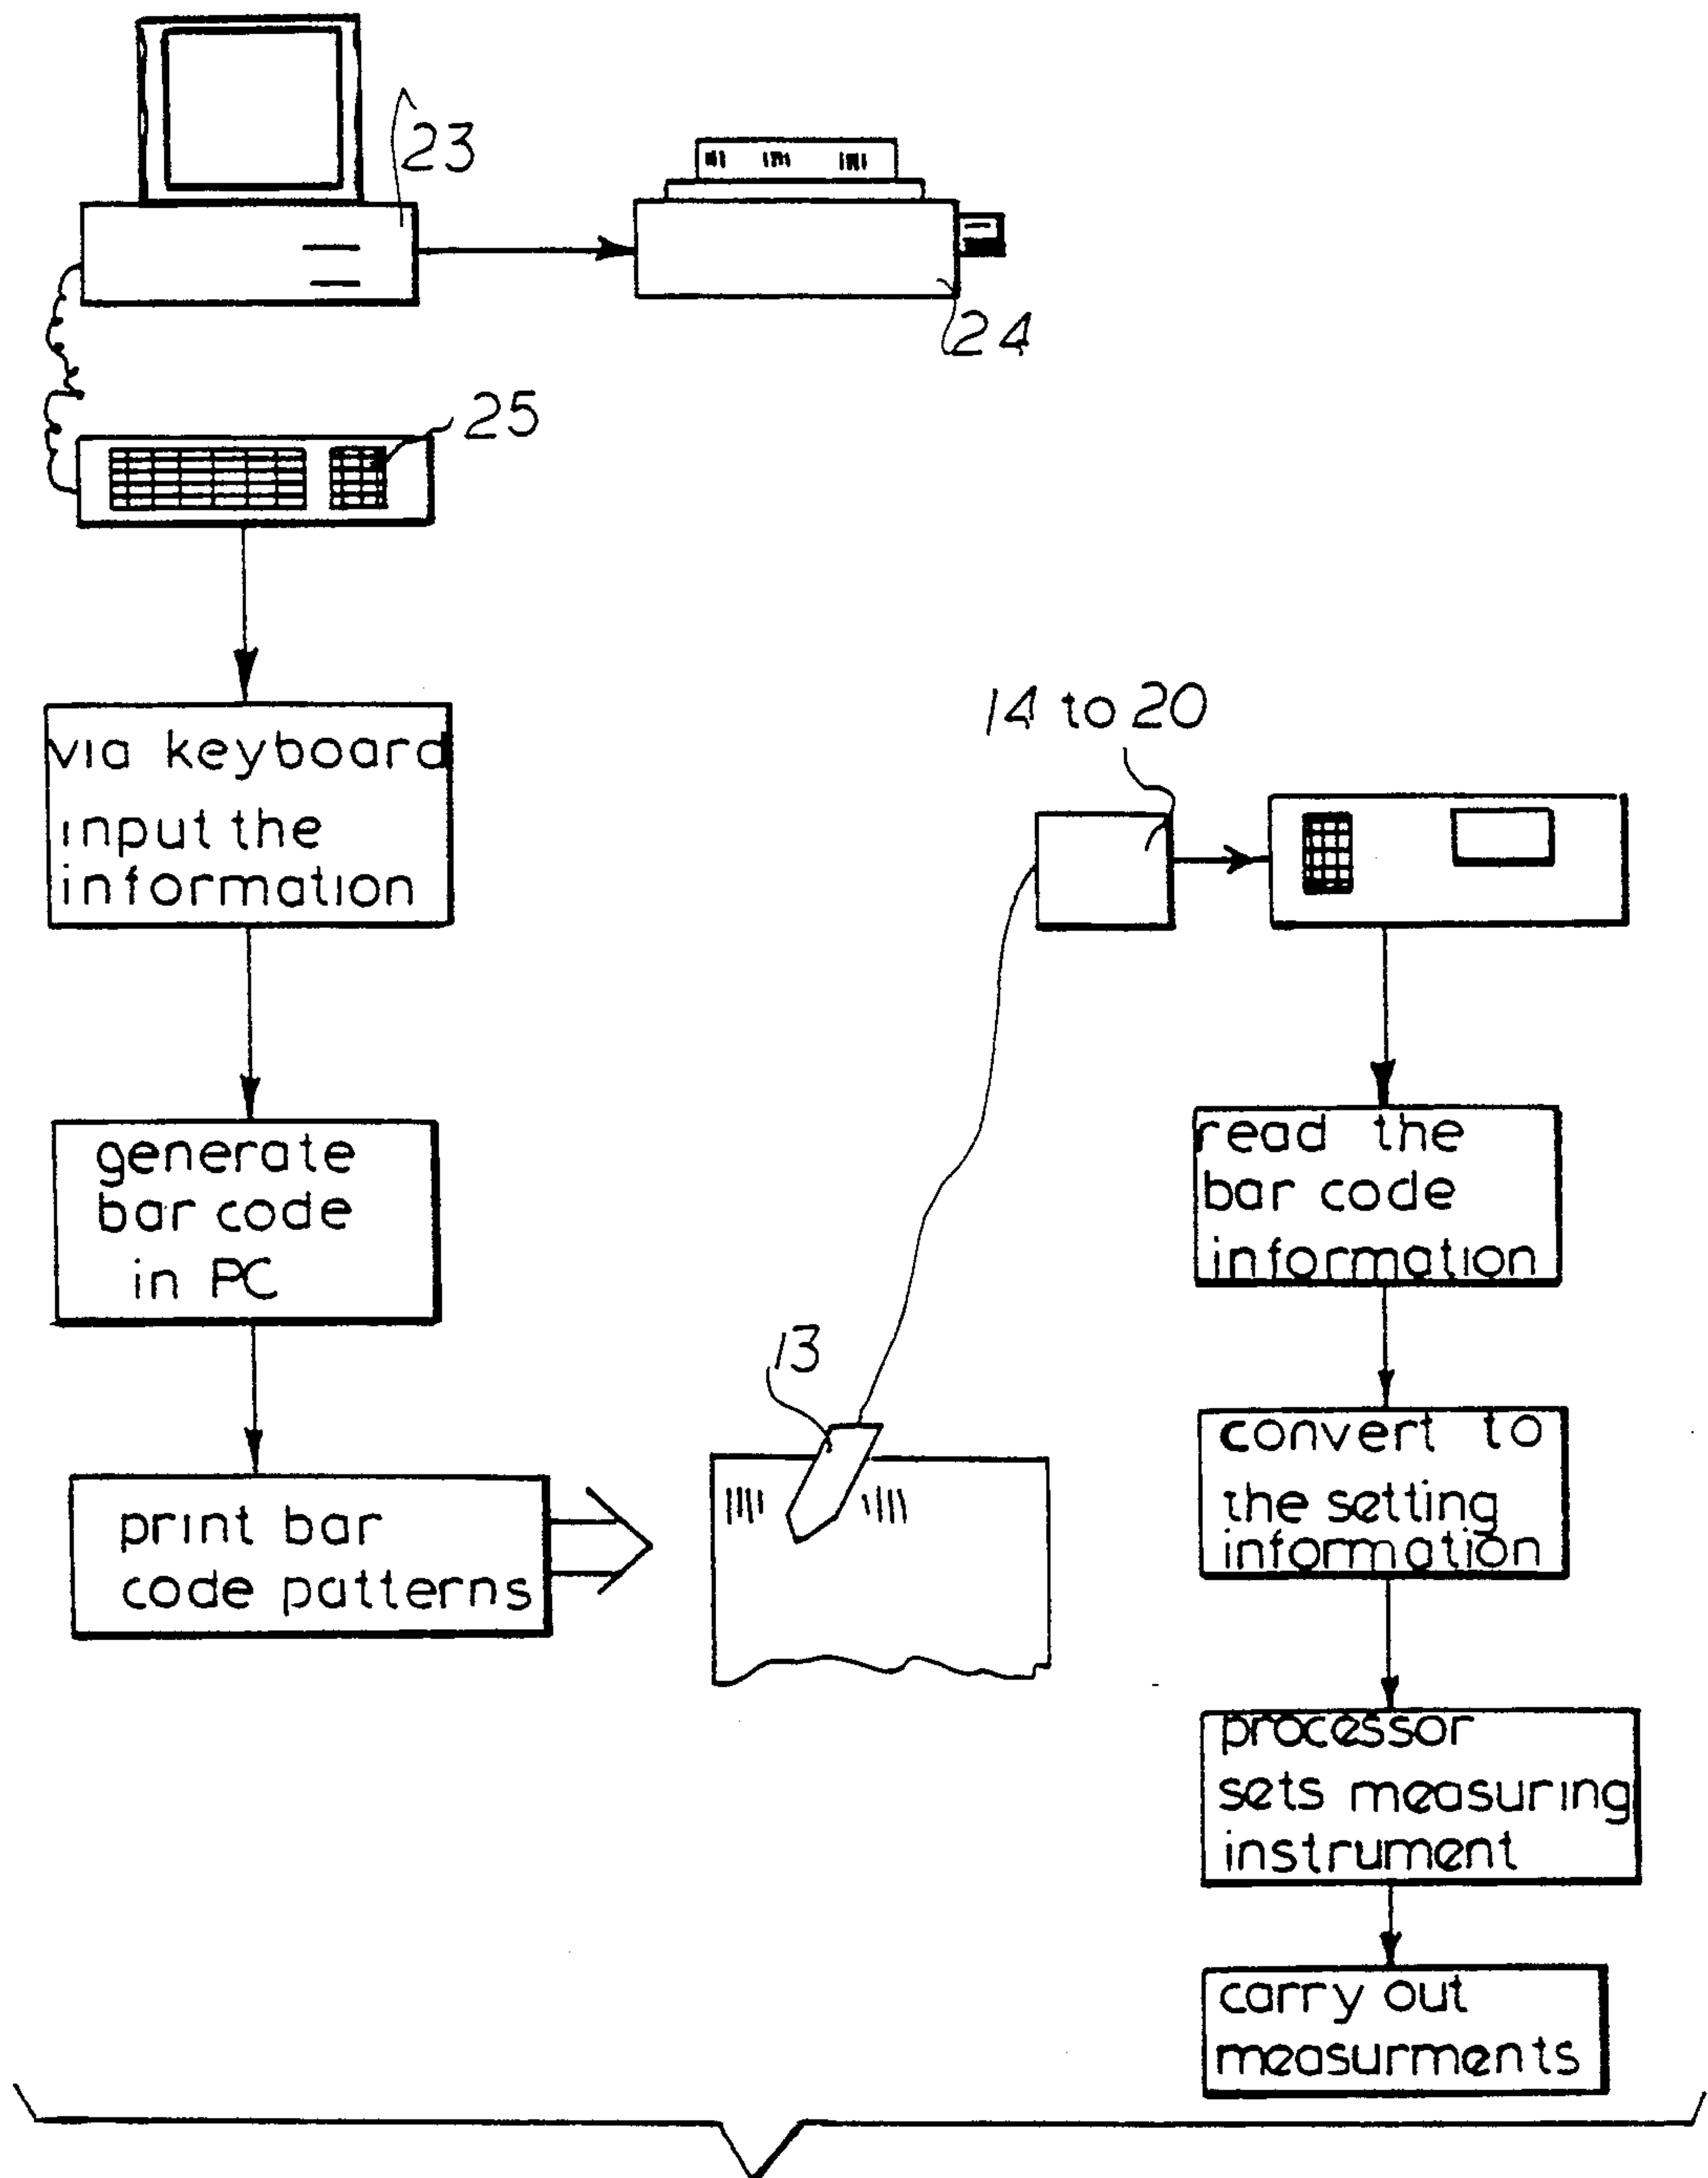 23
24
25
via keyboard
input the
information
generate
bar code
in PC
print bar
code patterns
13
14 to 20
read the
bar code
information
convert to
the setting
information
processor
sets measuring
instrument
carry out
measurments